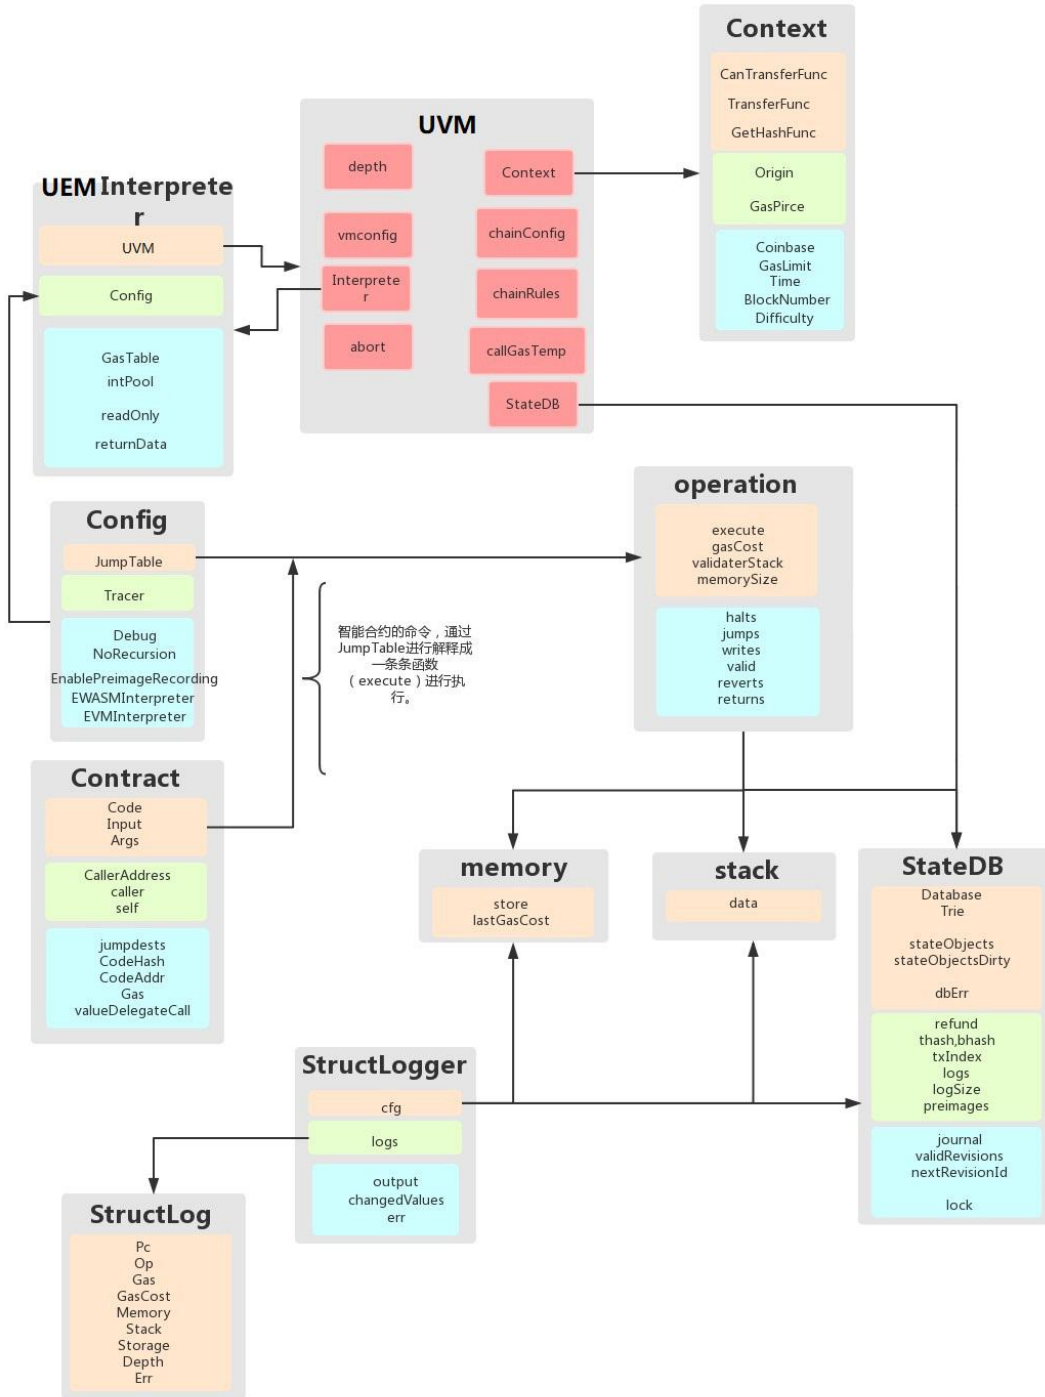 Context
CanTransferFunc
TransferFunc
GetHashFunc
Origin
GasPirce
Coinbase
GasLimit
Time
BlockNumber
Difficulty
UVM
depth
Context
vmconfig
chainConfig
Interprete
r
chainRules
abort
callGasTemp
StateDB
UEM Interprete
r
UVM
Config
GasTable
intPool
readOnly
returnData
Config
JumpTable
Tracer
Debug
NoRecursion
EnablePreimageRecording
EWASMInterpreter
EVMInterpreter
智能合约的命令，通过
JumpTable进行解释成
一条条函数
（execute）进行执
行。
operation
execute
gasCost
validaterStack
memorySize
halts
jumps
writes
valid
reverts
returns
Contract
Code
Input
Args
CallerAddress
caller
self
jumpdests
CodeHash
CodeAddr
Gas
valueDelegateCall
memory
store
lastGasCost
stack
data
StateDB
Database
Trie
stateObjects
stateObjectsDirty
dbErr
refund
thash,bhash
txIndex
logs
logSize
preimages
journal
validRevisions
nextRevisionId
lock
StructLogger
cfg
logs
output
changedValues
err
StructLog
Pc
Op
Gas
GasCost
Memory
Stack
Storage
Depth
Err